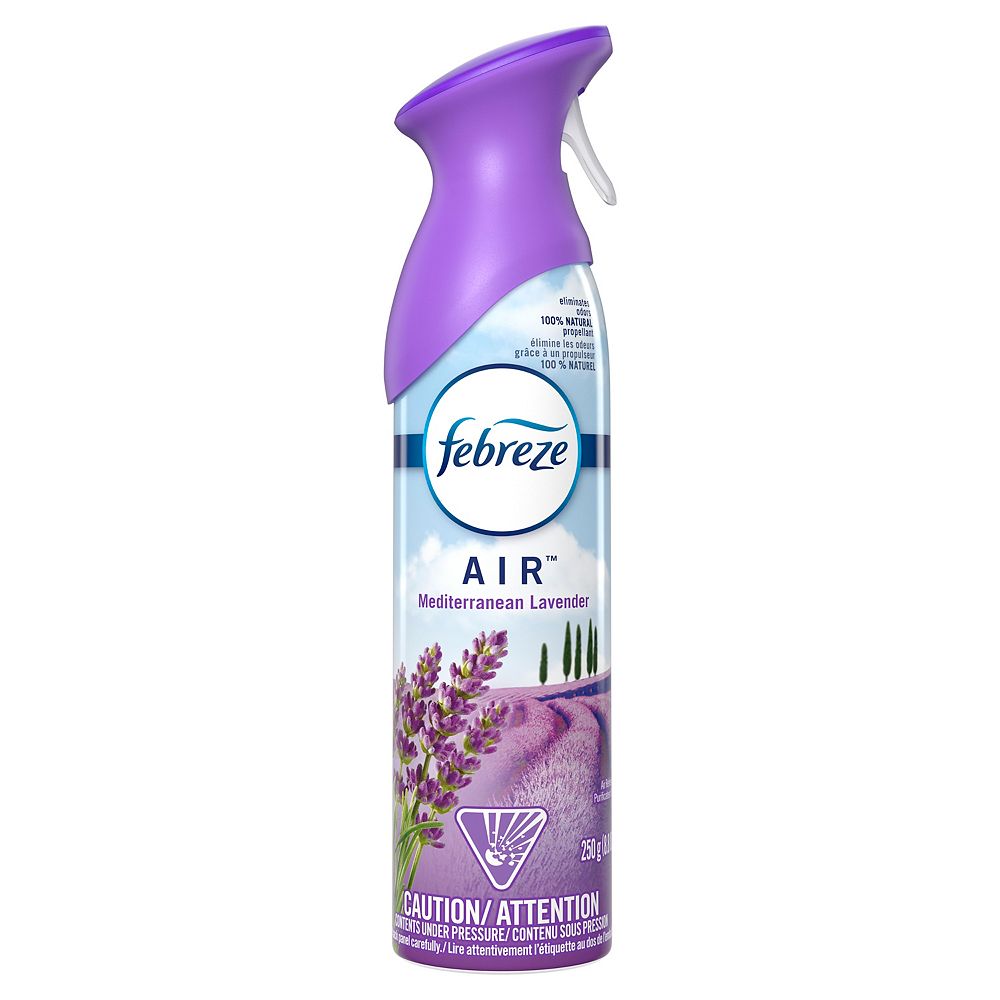 eliminates
odors
100% NATURAL
propellant
élimine les odeurs
grâce à un propulseur
100 % NATUREL
febreze
AIR™
Mediterranean Lavender
Air
250 g
CAUTION/ ATTENTION
CONTENTS UNDER PRESSURE/ CONTENU SOUS PRESSION
panel carefully./ Lire attentivement l'étiquette au dos de